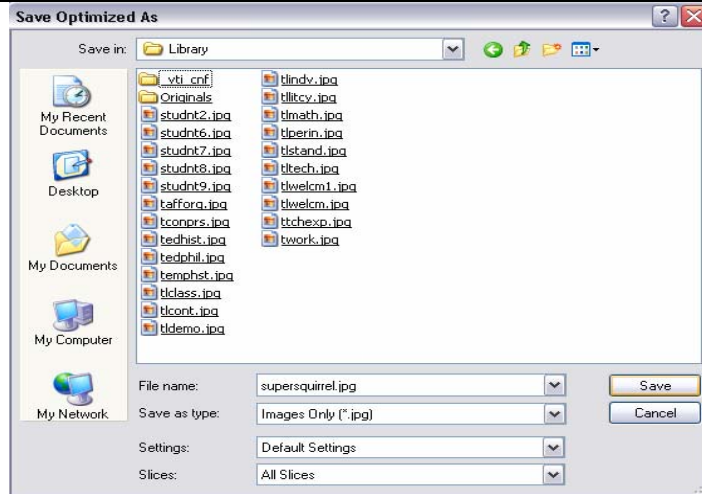 Save Optimized As
Save in: Library
My Recent Documents
Desktop
My Documents
My Computer
My Network
_vti_cnf
Originals
studnt2.jpg
studnt6.jpg
studnt7.jpg
studnt8.jpg
studnt9.jpg
tafforg.jpg
tconprs.jpg
tedhist.jpg
tedphil.jpg
temphst.jpg
tlclass.jpg
tlcont.jpg
tldemo.jpg
tlindv.jpg
tllitcy.jpg
tlmath.jpg
tlperin.jpg
tlstand.jpg
tltech.jpg
tlwelcm1.jpg
tlwelcm.jpg
ttchexp.jpg
twork.jpg
File name: supersquirrel.jpg Save
Save as type: Images Only (*.jpg) Cancel
Settings: Default Settings
Slices: All Slices